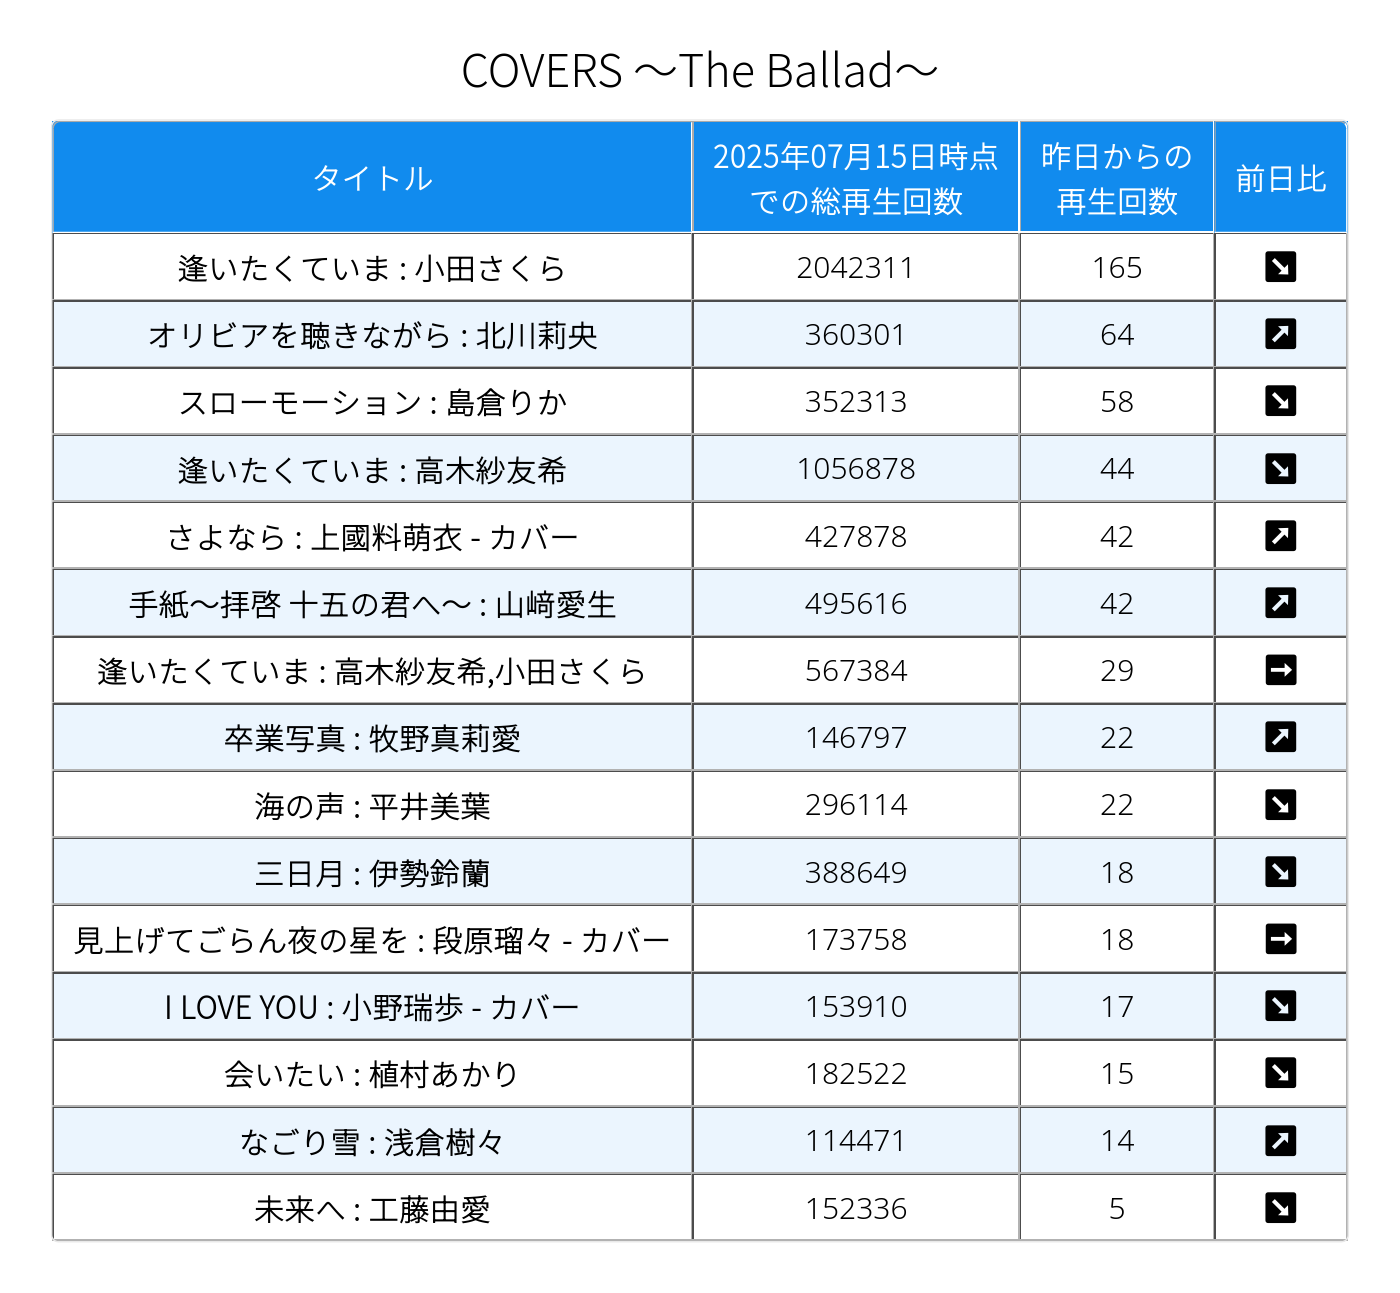 COVERS ～The Ballad～
タイトル 2025年07月15日時点での総再生回数 昨日からの再生回数 前日比
逢いたくていま : 小田さくら 2042311 165 ↘
オリビアを聴きながら : 北川莉央 360301 64 ↗
スローモーション : 島倉りか 352313 58 ↘
逢いたくていま : 高木紗友希 1056878 44 ↘
さよなら : 上國料萌衣 - カバー 427878 42 ↗
手紙～拝啓 十五の君へ～ : 山﨑愛生 495616 42 ↗
逢いたくていま : 高木紗友希,小田さくら 567384 29 →
卒業写真 : 牧野真莉愛 146797 22 ↗
海の声 : 平井美葉 296114 22 ↘
三日月 : 伊勢鈴蘭 388649 18 ↘
見上げてごらん夜の星を : 段原瑠々 - カバー 173758 18 →
I LOVE YOU : 小野瑞歩 - カバー 153910 17 ↘
会いたい : 植村あかり 182522 15 ↘
なごり雪 : 浅倉樹々 114471 14 ↗
未来へ : 工藤由愛 152336 5 ↘